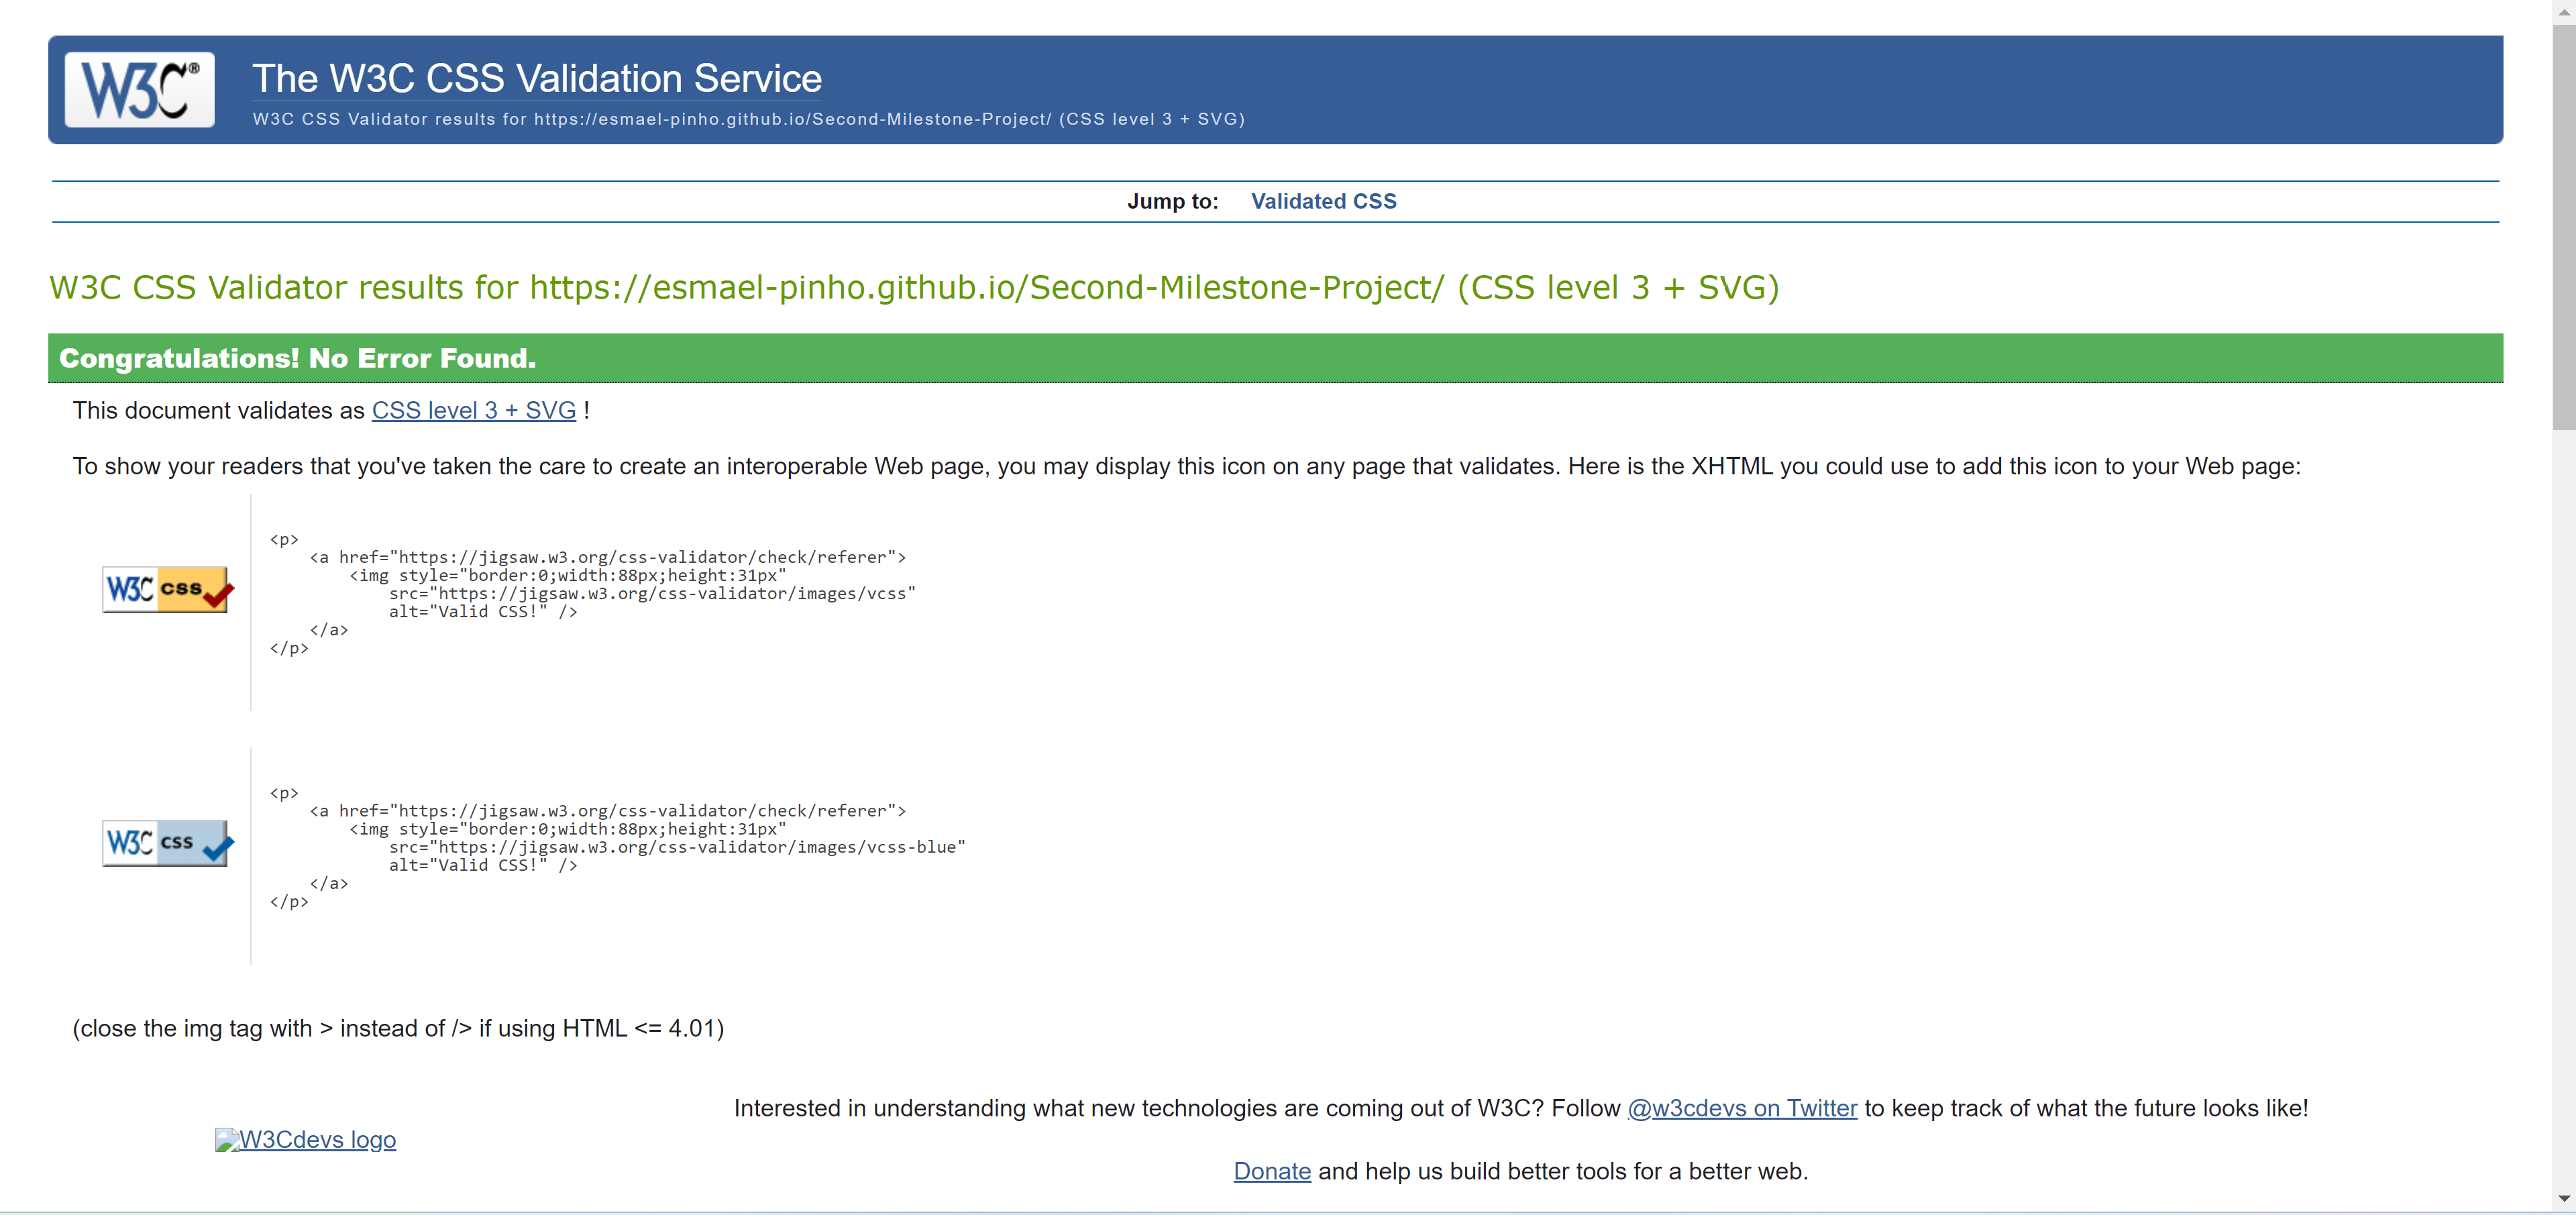 W3C®
The W3C CSS Validation Service
W3C CSS Validator results for https://esmael-pinho.github.io/Second-Milestone-Project/ (CSS level 3 + SVG)
Jump to: Validated CSS
W3C CSS Validator results for https://esmael-pinho.github.io/Second-Milestone-Project/ (CSS level 3 + SVG)
Congratulations! No Error Found.
This document validates as CSS level 3 + SVG !
To show your readers that you've taken the care to create an interoperable Web page, you may display this icon on any page that validates. Here is the XHTML you could use to add this icon to your Web page:
W3C css
<p>
<a href="https://jigsaw.w3.org/css-validator/check/referer">
<img style="border:0;width:88px;height:31px"
src="https://jigsaw.w3.org/css-validator/images/vcss"
alt="Valid CSS!" />
</a>
</p>
W3C css
<p>
<a href="https://jigsaw.w3.org/css-validator/check/referer">
<img style="border:0;width:88px;height:31px"
src="https://jigsaw.w3.org/css-validator/images/vcss-blue"
alt="Valid CSS!" />
</a>
</p>
(close the img tag with > instead of /> if using HTML <= 4.01)
Interested in understanding what new technologies are coming out of W3C? Follow @w3cdevs on Twitter to keep track of what the future looks like!
W3Cdevs logo
Donate and help us build better tools for a better web.